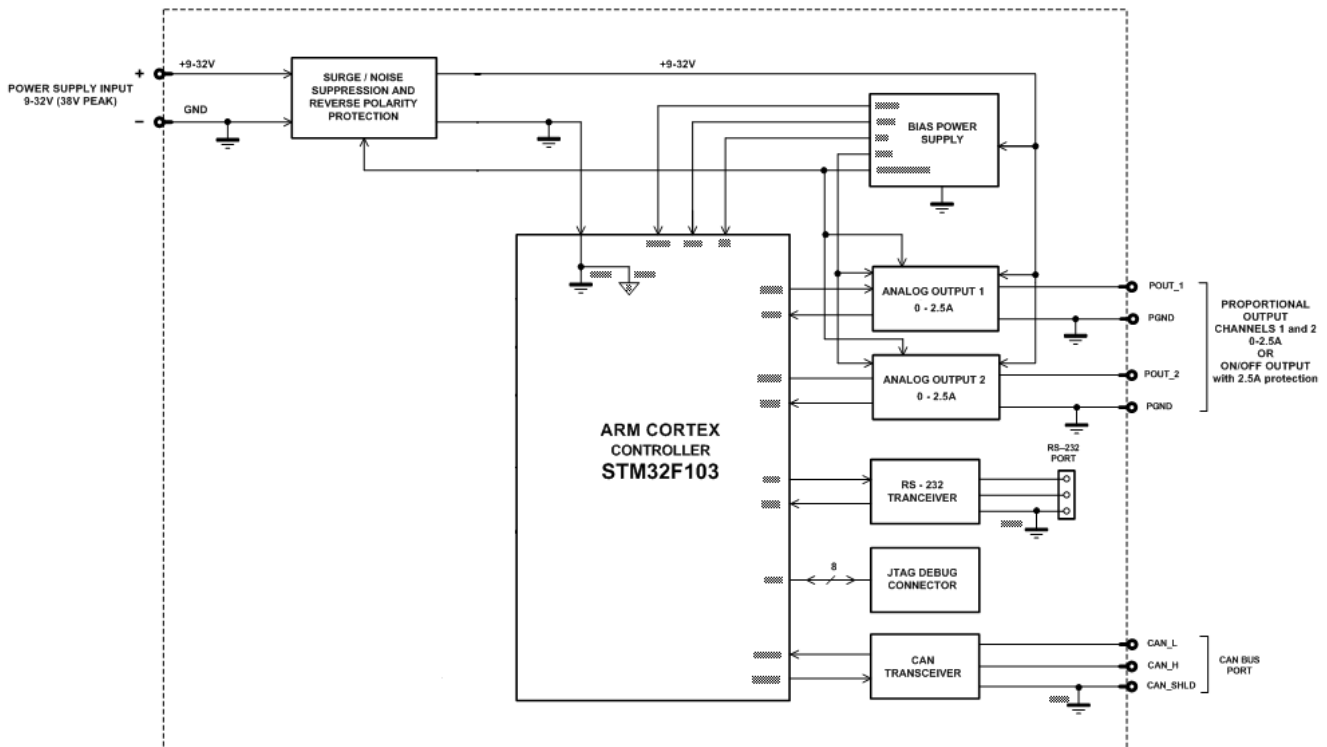 +9-32V
+9-32V
+
POWER SUPPLY INPUT
9-32V (38V PEAK)
GND
−
SURGE / NOISE
SUPPRESSION AND
REVERSE POLARITY
PROTECTION
BIAS POWER
SUPPLY
ANALOG OUTPUT 1
0 - 2.5A
POUT_1
PGND
ANALOG OUTPUT 2
0 - 2.5A
POUT_2
PGND
PROPORTIONAL
OUTPUT
CHANNELS 1 and 2
0-2.5A
OR
ON/OFF OUTPUT
with 2.5A protection
ARM CORTEX
CONTROLLER
STM32F103
RS - 232
TRANCEIVER
RS-232
PORT
8
JTAG DEBUG
CONNECTOR
CAN
TRANSCEIVER
CAN_L
CAN_H
CAN_SHLD
CAN BUS
PORT